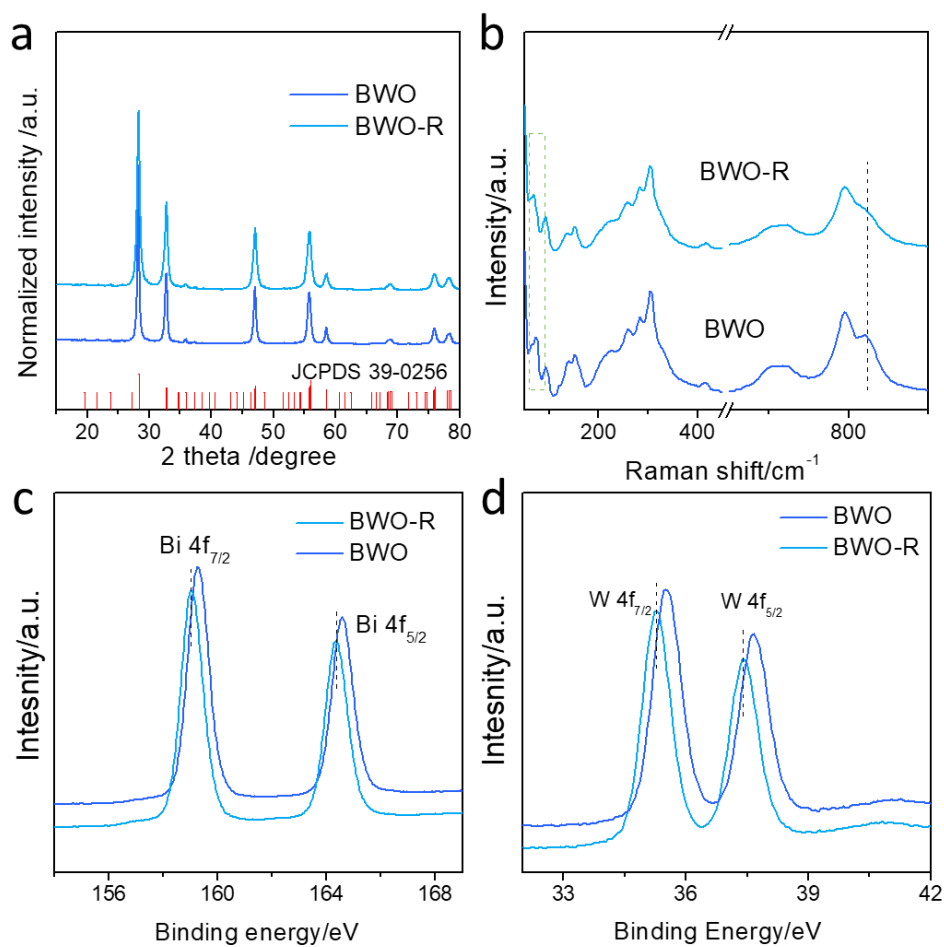 a
Normalized intensity /a.u.
BWO
BWO-R
JCPDS 39-0256
20 30 40 50 60 70 80
2 theta /degree
b
Intensity/a.u.
BWO-R
BWO
200 400 800
Raman shift/cm⁻¹
c
Intesnity/a.u.
BWO-R
BWO
Bi 4f₇/₂
Bi 4f₅/₂
156 160 164 168
Binding energy/eV
d
Intesnity/a.u.
BWO
BWO-R
W 4f₇/₂
W 4f₅/₂
33 36 39 42
Binding Energy/eV